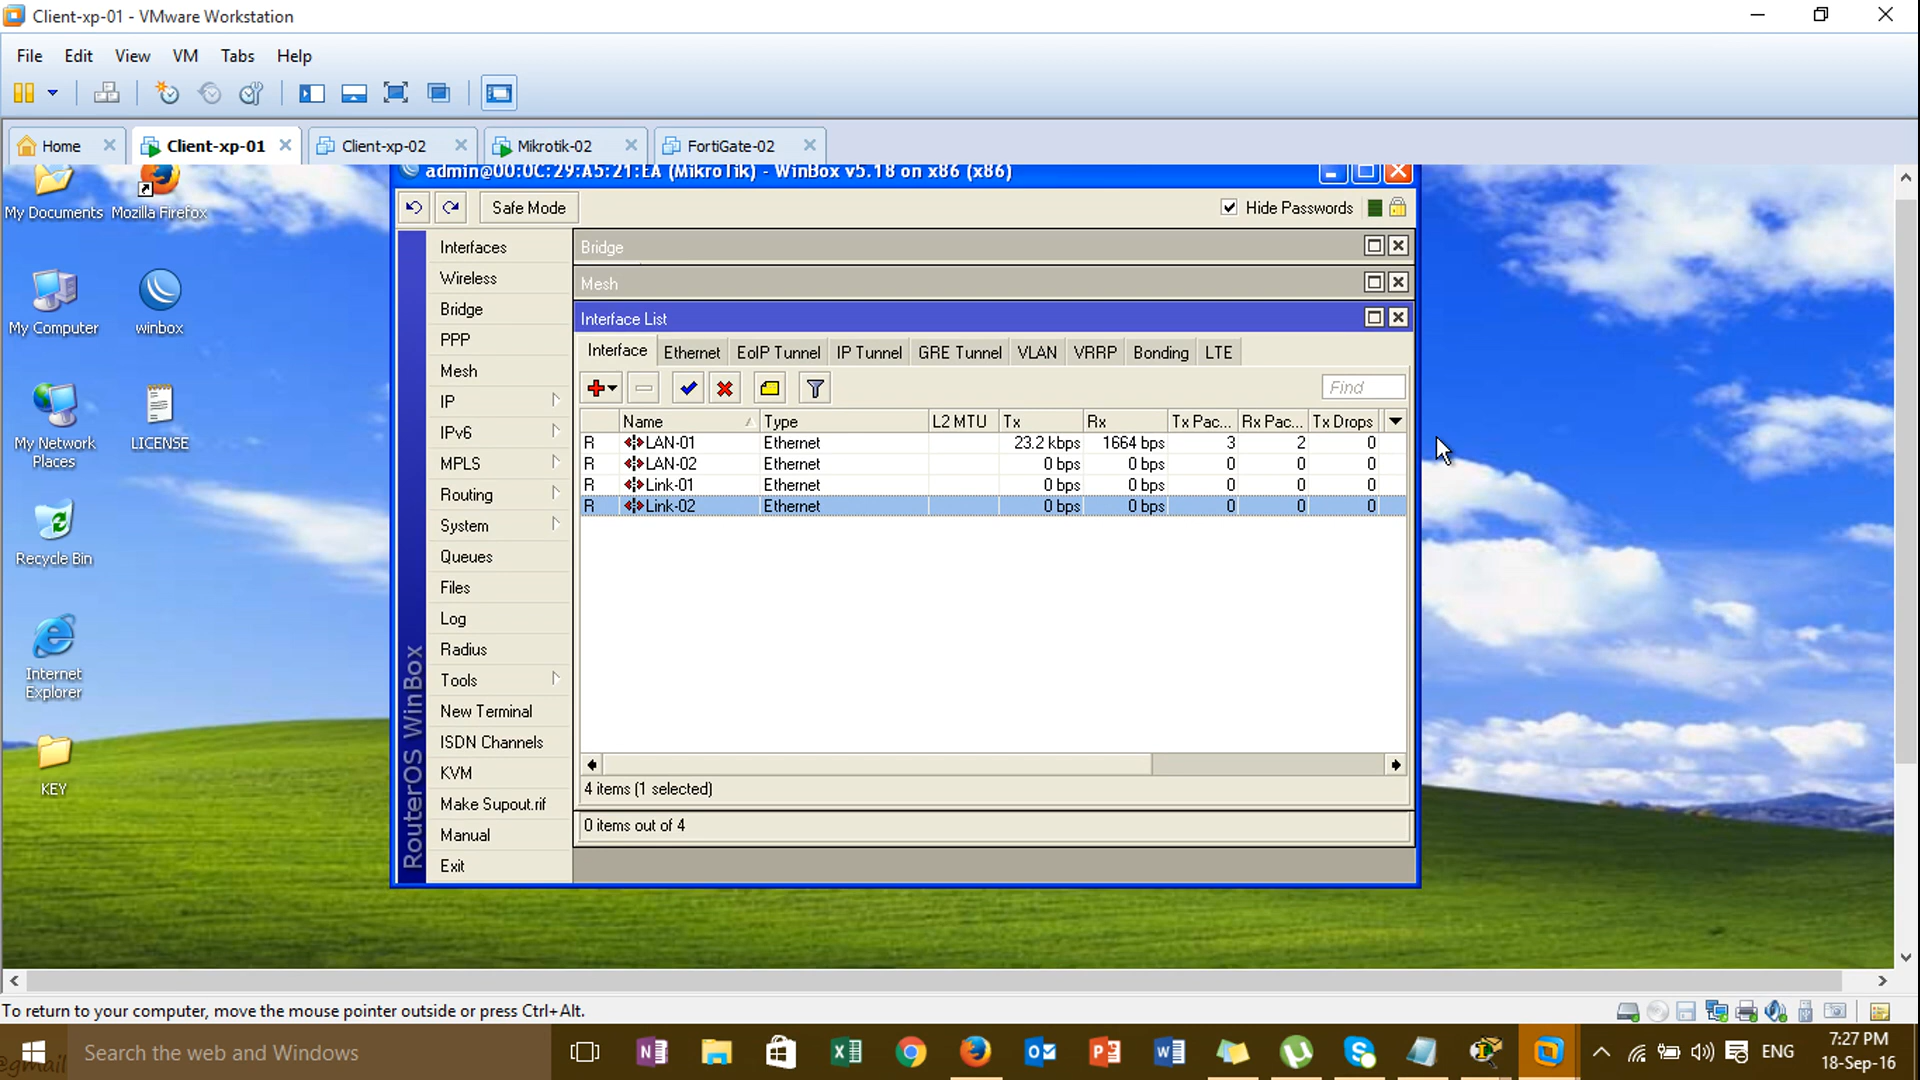 Client-xp-01 - VMware Workstation
File Edit View VM Tabs Help
Home Client-xp-01 Client-xp-02 Mikrotik-02 FortiGate-02
admin@00:0C:29:A5:21:EA (MikroTik) - WinBox v5.18 on x86 (x86)
Safe Mode Hide Passwords
My Documents Mozilla Firefox
My Computer winbox
My Network Places LICENSE
Recycle Bin
Internet Explorer
KEY
RouterOS WinBox
Interfaces
Wireless
Bridge
PPP
Mesh
IP
IPv6
MPLS
Routing
System
Queues
Files
Log
Radius
Tools
New Terminal
ISDN Channels
KVM
Make Supout.rif
Manual
Exit
Bridge
Mesh
Interface List
Interface Ethernet EoIP Tunnel IP Tunnel GRE Tunnel VLAN VRRP Bonding LTE
Find
Name Type L2 MTU Tx Rx Tx Pac... Rx Pac... Tx Drops
R LAN-01 Ethernet 23.2 kbps 1664 bps 3 2 0
R LAN-02 Ethernet 0 bps 0 bps 0 0 0
R Link-01 Ethernet 0 bps 0 bps 0 0 0
R Link-02 Ethernet 0 bps 0 bps 0 0 0
4 items (1 selected)
0 items out of 4
To return to your computer, move the mouse pointer outside or press Ctrl+Alt.
@gmail
Search the web and Windows
ENG
7:27 PM
18-Sep-16